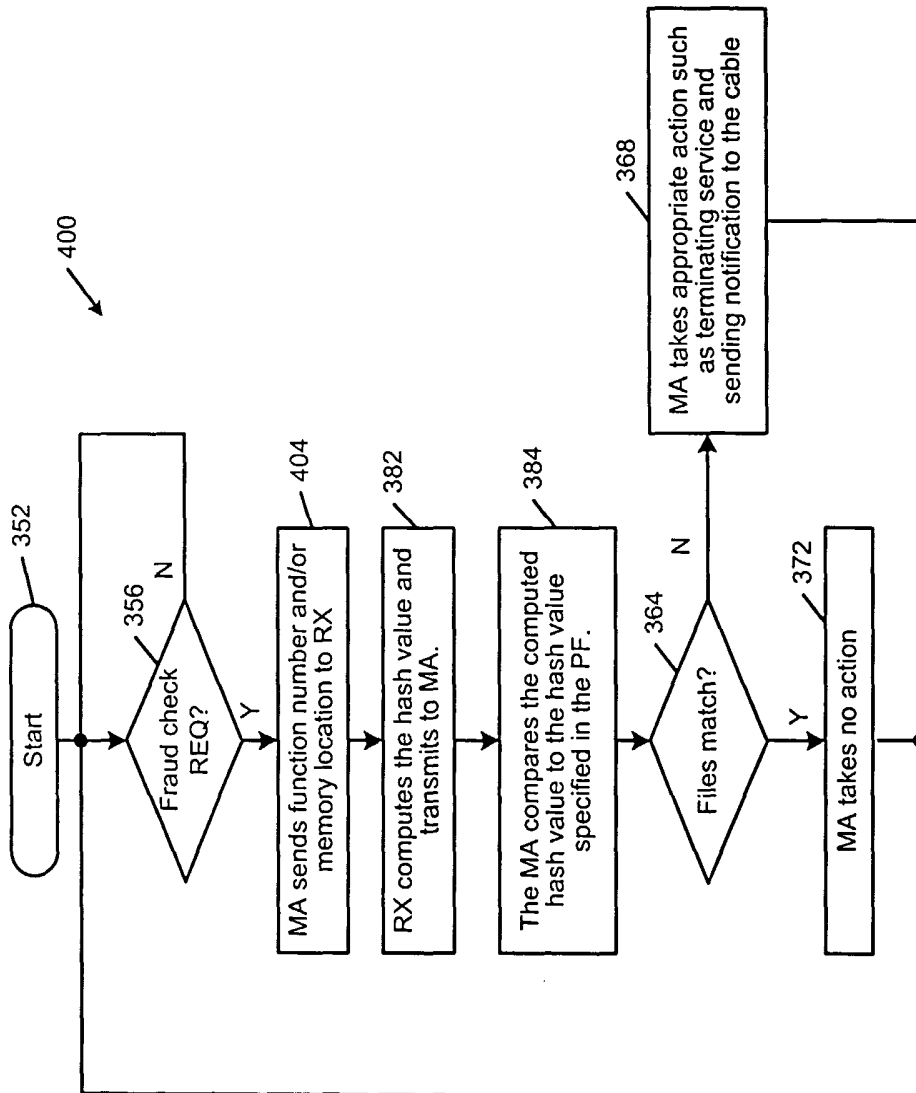 400
Start
352
Fraud check
REQ?
356
N
Y
MA sends function number and/or
memory location to RX
404
RX computes the hash value and
transmits to MA.
382
The MA compares the computed
hash value to the hash value
specified in the PF.
384
Files match?
364
N
Y
MA takes appropriate action such
as terminating service and
sending notification to the cable
368
MA takes no action
372